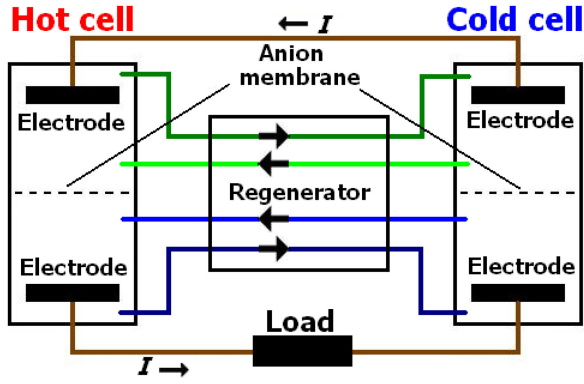 Hot cell
I
Cold cell
Anion
membrane
Electrode
Electrode
Regenerator
Electrode
Electrode
Load
I